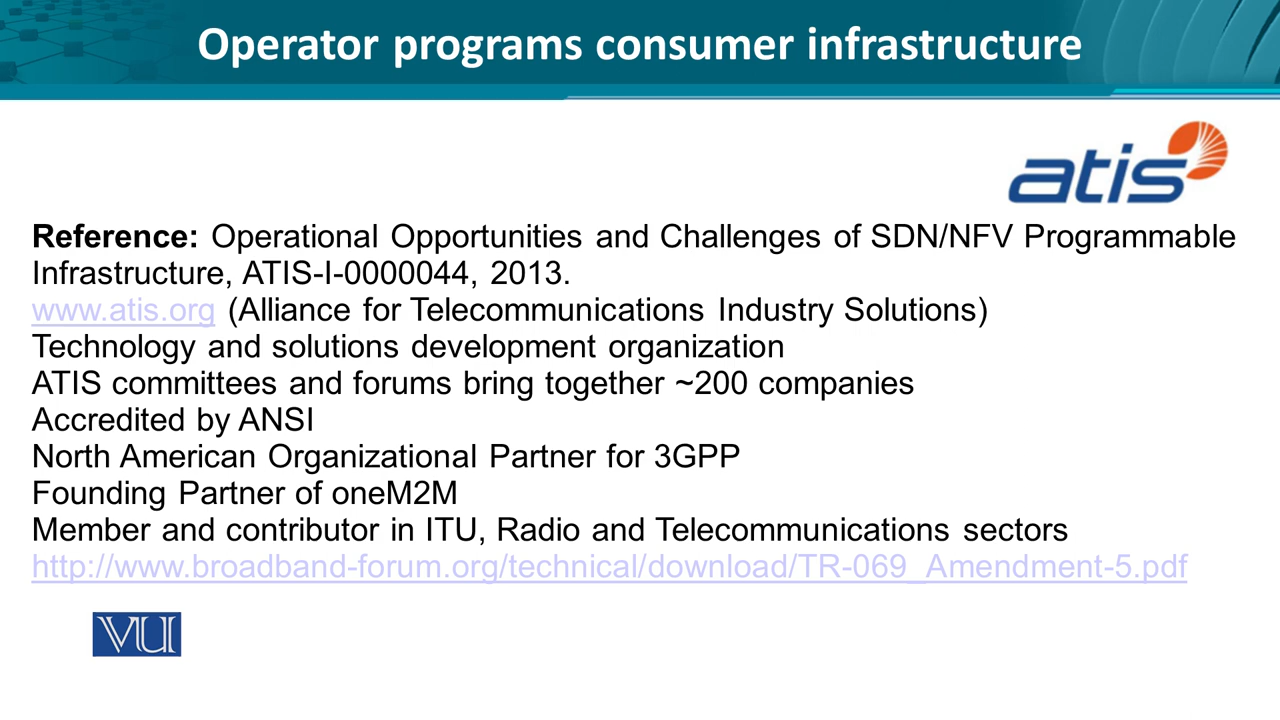 Operator programs consumer infrastructure
atis
Reference: Operational Opportunities and Challenges of SDN/NFV Programmable
Infrastructure, ATIS-I-0000044, 2013.
www.atis.org (Alliance for Telecommunications Industry Solutions)
Technology and solutions development organization
ATIS committees and forums bring together ~200 companies
Accredited by ANSI
North American Organizational Partner for 3GPP
Founding Partner of oneM2M
Member and contributor in ITU, Radio and Telecommunications sectors
http://www.broadband-forum.org/technical/download/TR-069_Amendment-5.pdf
VU